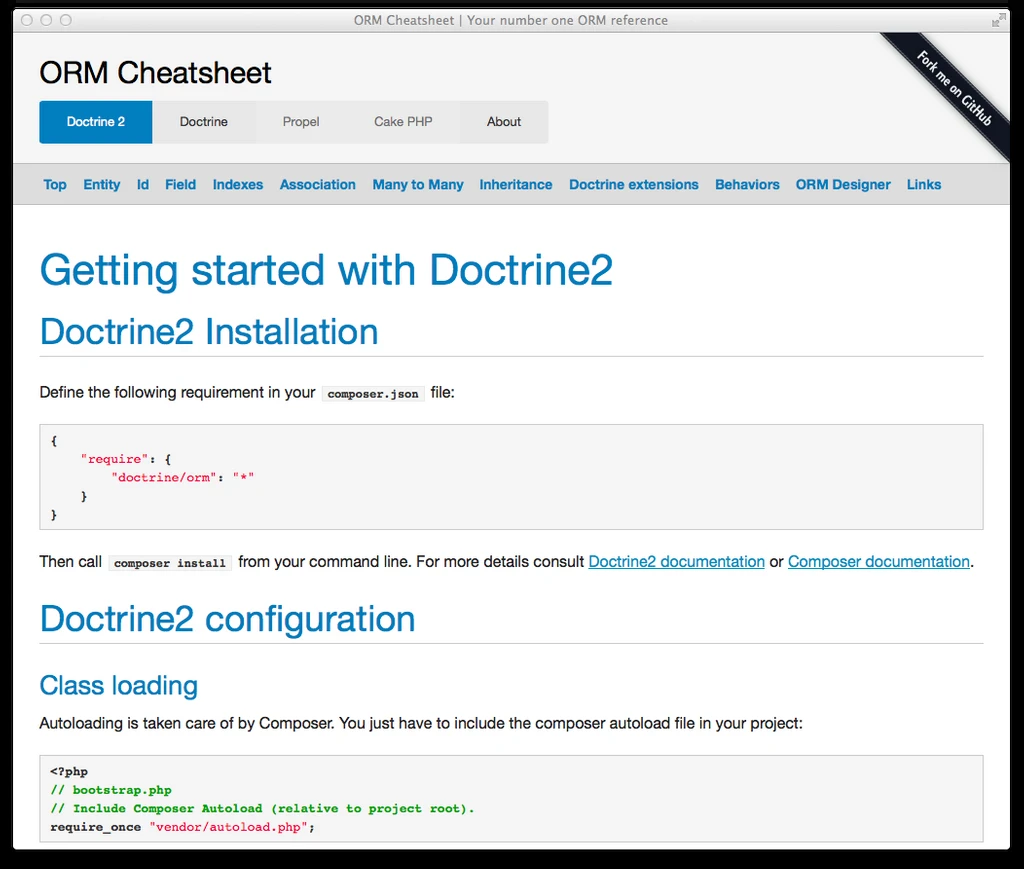 ORM Cheatsheet | Your number one ORM reference
Fork me on GitHub
ORM Cheatsheet
Doctrine 2 Doctrine Propel Cake PHP About
Top Entity Id Field Indexes Association Many to Many Inheritance Doctrine extensions Behaviors ORM Designer Links
Getting started with Doctrine2
Doctrine2 Installation
Define the following requirement in your composer.json file:
{
    "require": {
        "doctrine/orm": "*"
    }
}
Then call composer install from your command line. For more details consult Doctrine2 documentation or Composer documentation.
Doctrine2 configuration
Class loading
Autoloading is taken care of by Composer. You just have to include the composer autoload file in your project:
<?php
// bootstrap.php
// Include Composer Autoload (relative to project root).
require_once "vendor/autoload.php";